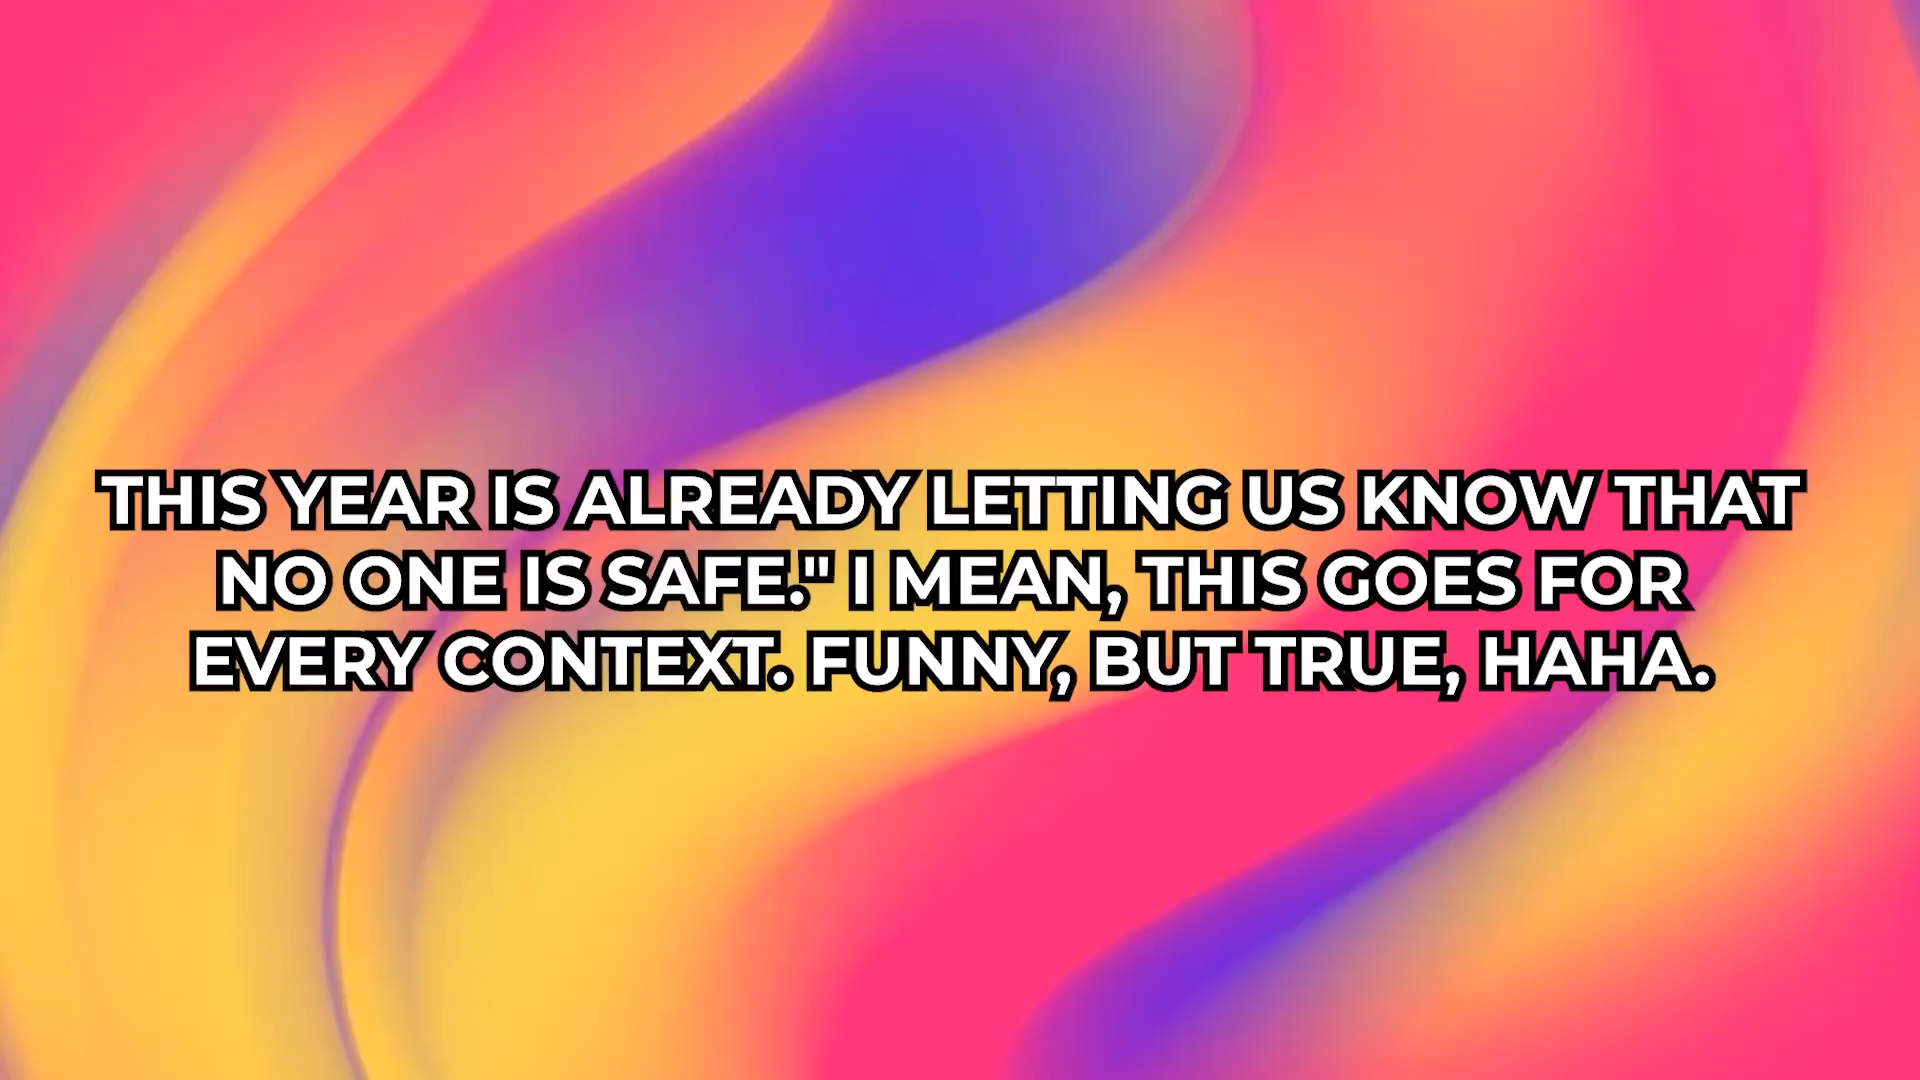 THIS YEAR IS ALREADY LETTING US KNOW THAT
NO ONE IS SAFE." I MEAN, THIS GOES FOR
EVERY CONTEXT. FUNNY, BUT TRUE, HAHA.